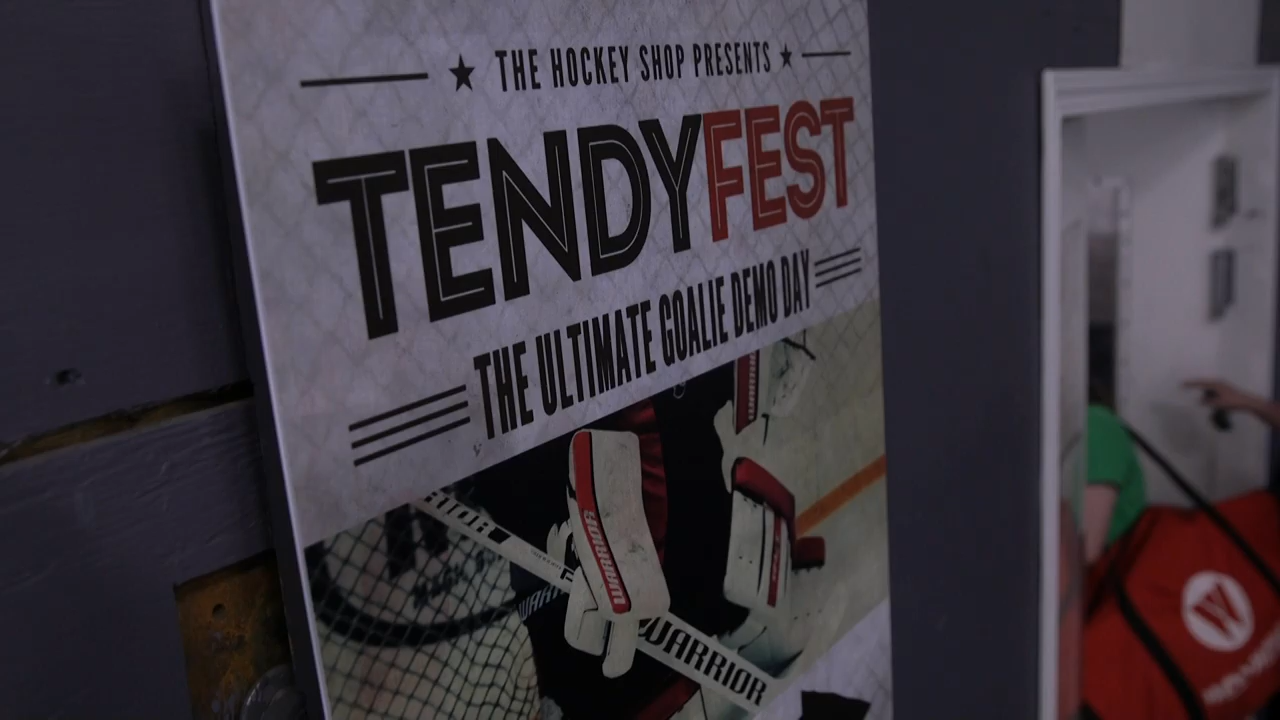 THE HOCKEY SHOP PRESENTS
TENDYFEST
THE ULTIMATE GOALIE DEMO DAY
WARRIOR
WARRIOR
WARRIOR
W